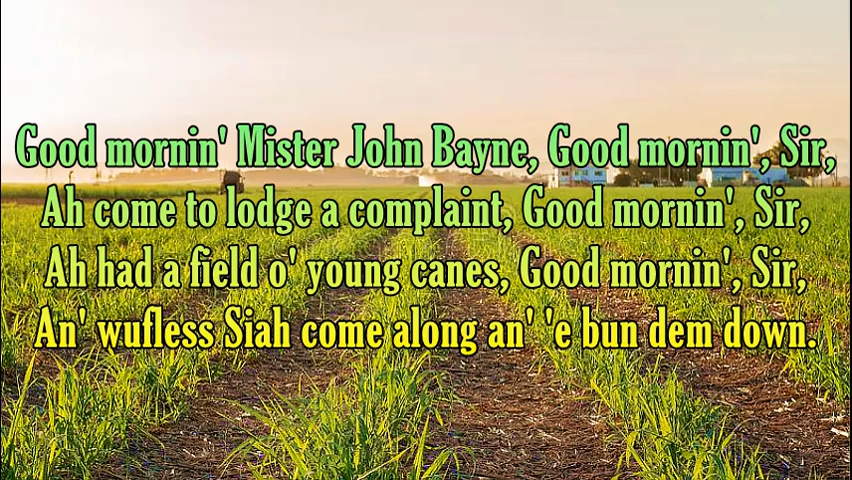 Good mornin' Mister John Bayne, Good mornin', Sir,
Ah come to lodge a complaint, Good mornin', Sir,
Ah had a field o' young canes, Good mornin', Sir,
An' wufless Siah come along an' 'e bun dem down.